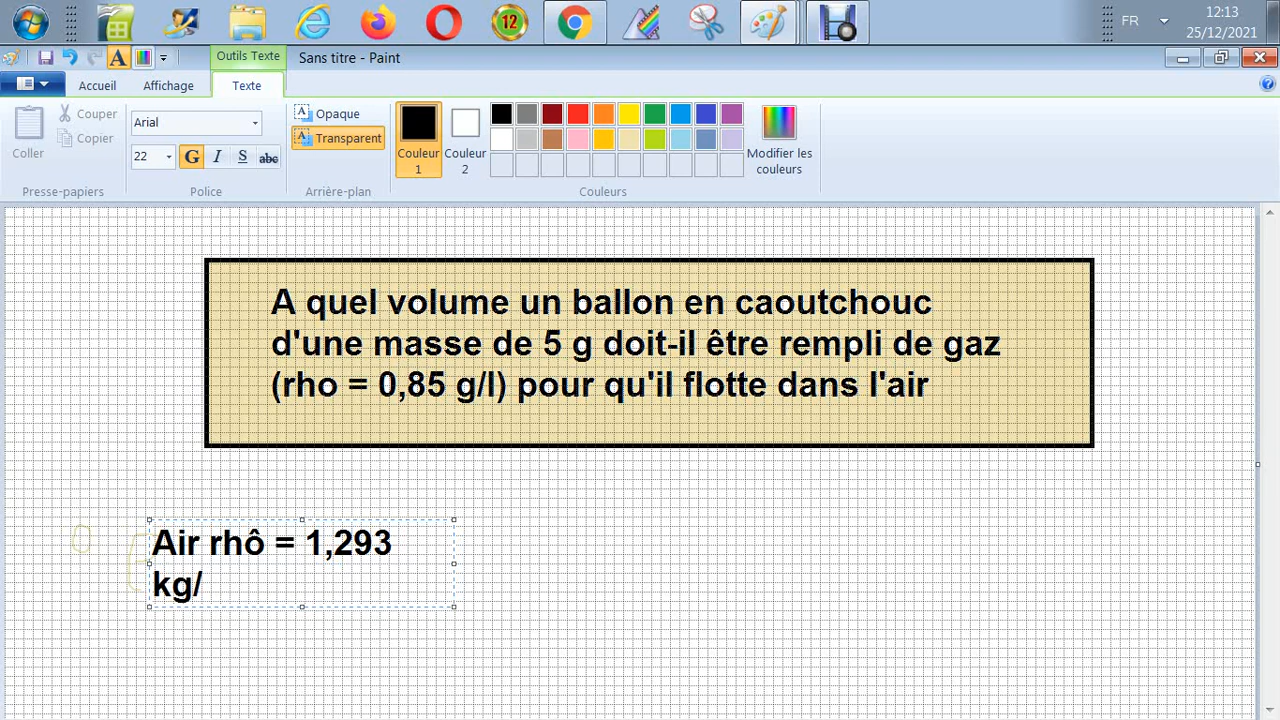 12
FR
12:13
25/12/2021
Outils Texte
Sans titre - Paint
Accueil
Affichage
Texte
Coller
Couper
Copier
Arial
22
G I S abc
Opaque
Transparent
Couleur 1
Couleur 2
Modifier les couleurs
Presse-papiers
Police
Arrière-plan
Couleurs
A quel volume un ballon en caoutchouc
d'une masse de 5 g doit-il être rempli de gaz
(rho = 0,85 g/l) pour qu'il flotte dans l'air
Air rhô = 1,293
kg/